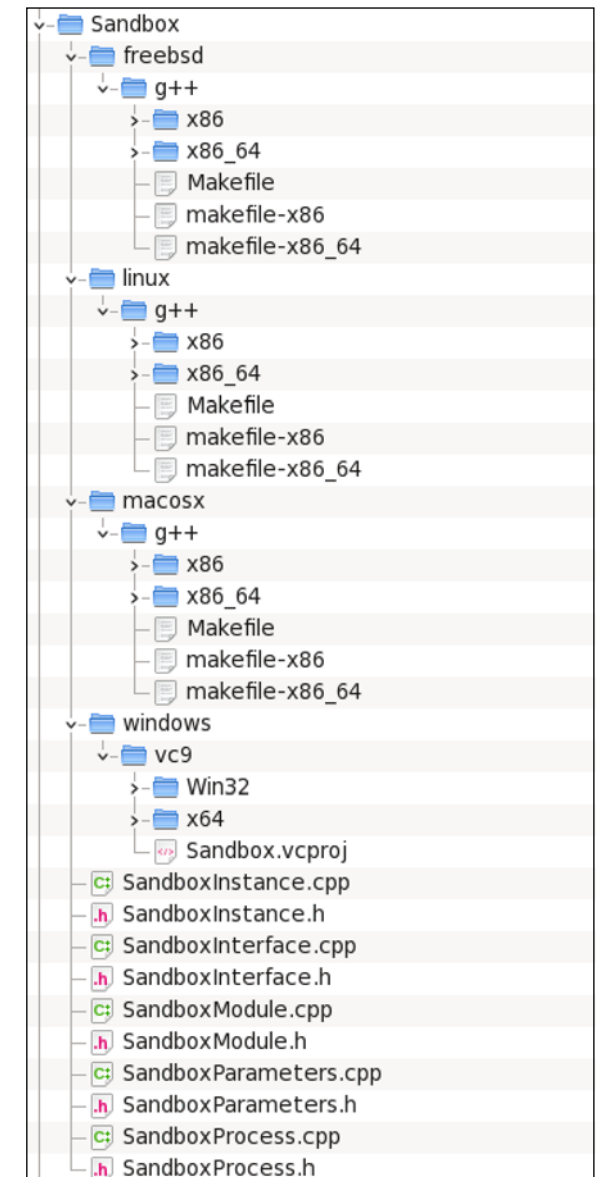 Sandbox
freebsd
g++
x86
x86_64
Makefile
makefile-x86
makefile-x86_64
linux
g++
x86
x86_64
Makefile
makefile-x86
makefile-x86_64
macosx
g++
x86
x86_64
Makefile
makefile-x86
makefile-x86_64
windows
vc9
Win32
x64
Sandbox.vcproj
SandboxInstance.cpp
SandboxInstance.h
SandboxInterface.cpp
SandboxInterface.h
SandboxModule.cpp
SandboxModule.h
SandboxParameters.cpp
SandboxParameters.h
SandboxProcess.cpp
SandboxProcess.h